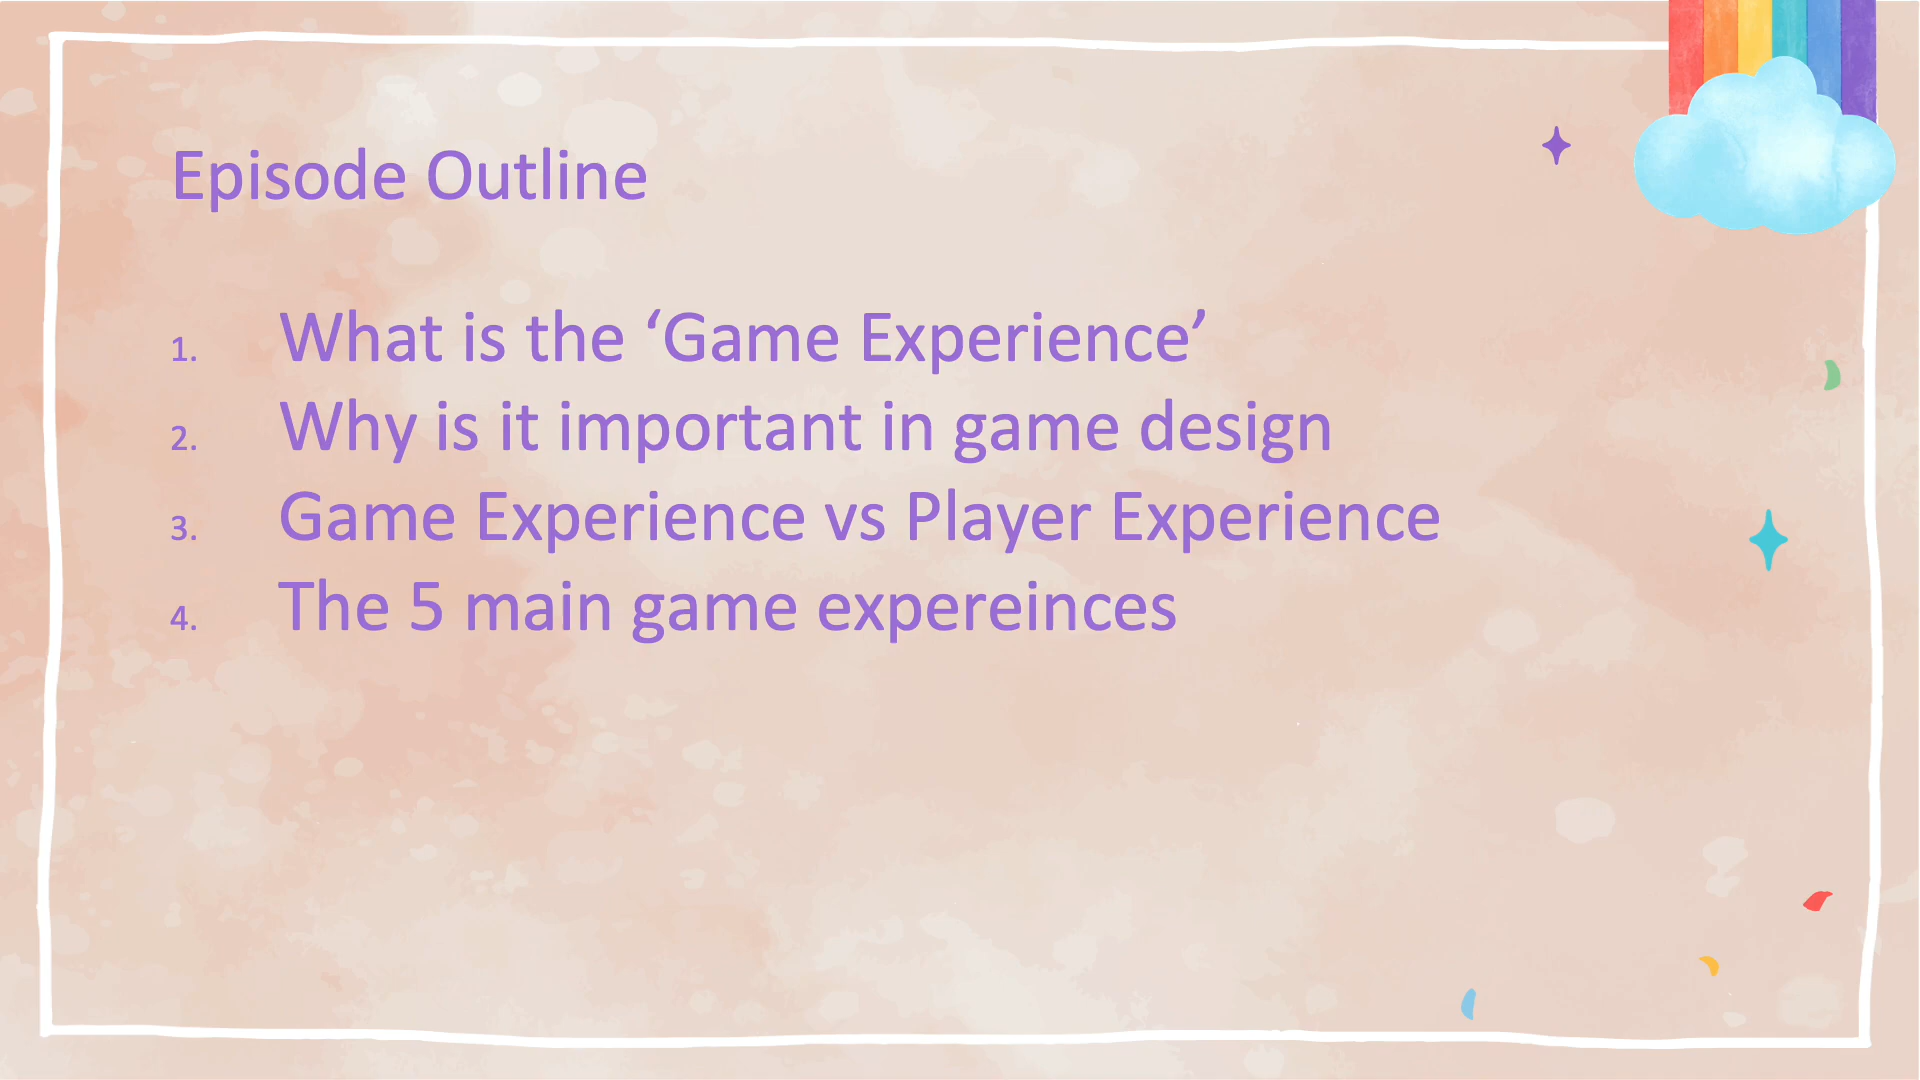 Episode Outline
1. What is the ‘Game Experience’
2. Why is it important in game design
3. Game Experience vs Player Experience
4. The 5 main game expereinces